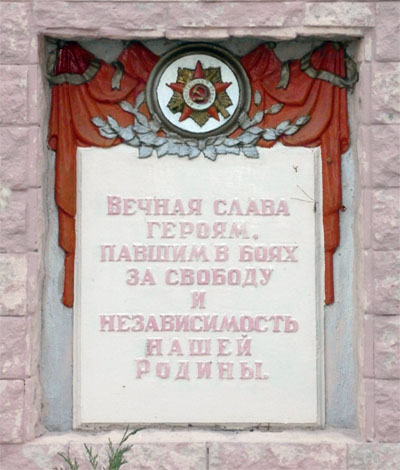 Вечная слава
героям,
павшим в боях
за свободу
и
независимость
нашей
Родины.